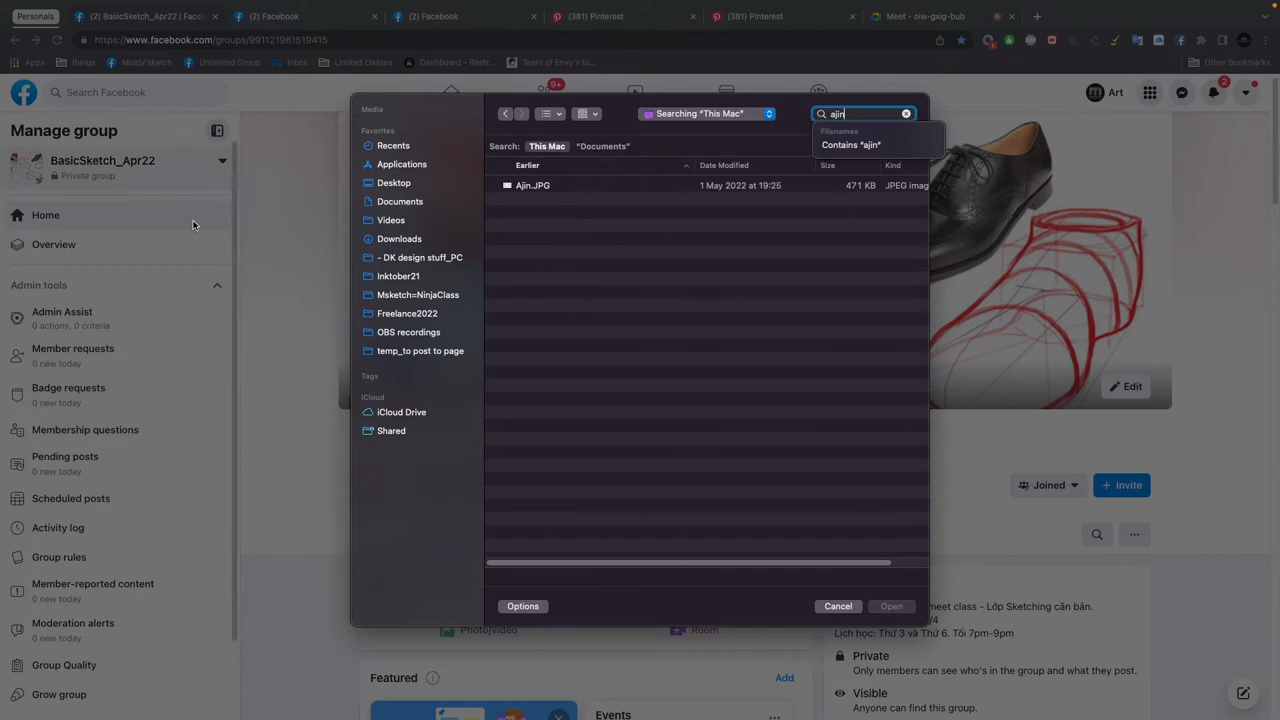 Personals
BasicSketch_Apr22 | Facebook
(2) Facebook
(2) Facebook
(381) Pinterest
(381) Pinterest
Meet - oiw-gxig-bub
https://www.facebook.com/groups/991121961519415
Apps
things
Moldy'sketch
Unlimited Group
Inbox
Limited classes
Dashboard - Restr...
Tears of Envy's tu...
Other Bookmarks
Search Facebook
9+
Art
2
Manage group
BasicSketch_Apr22
Private group
Home
Overview
Admin tools
Admin Assist
0 actions, 0 criteria
Member requests
0 new today
Badge requests
0 new today
Membership questions
Pending posts
0 new today
Scheduled posts
Activity log
Group rules
Member-reported content
0 new today
Moderation alerts
0 new today
Group Quality
Grow group
Media
Favorites
Recents
Applications
Desktop
Documents
Videos
Downloads
- DK design stuff_PC
Inktober21
Msketch=NinjaClass
Freelance2022
OBS recordings
temp_to post to page
Tags
iCloud
iCloud Drive
Shared
Searching “This Mac”
ajin
Filenames
Contains “ajin”
Search: This Mac “Documents”
Earlier
Date Modified
Size
Kind
Ajin.JPG
1 May 2022 at 19:25
471 KB
JPEG imag
Options
Cancel
Open
Edit
Joined
Invite
Photo/video
Room
meet class - Lớp Sketching căn bản.
Lịch học: Thứ 3 và Thứ 6. Tối 7pm-9pm
Private
Only members can see who's in the group and what they post.
Visible
Anyone can find this group.
Featured
Add
Events